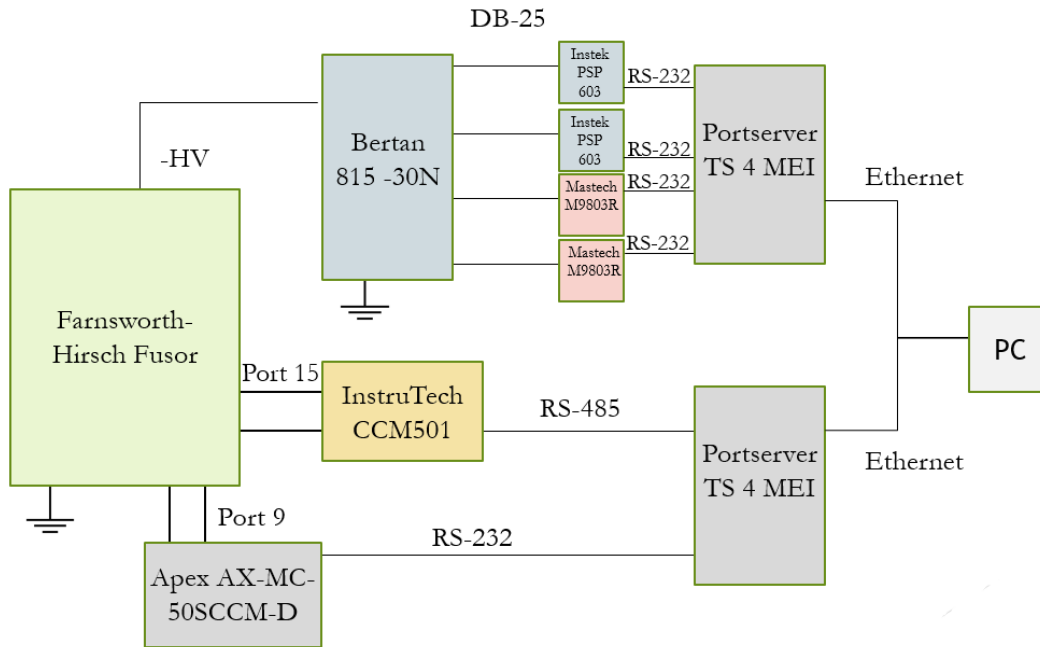 DB-25
Instek
PSP
603
RS-232
Instek
PSP
603
RS-232
Mastech
M9803R
RS-232
Mastech
M9803R
RS-232
Bertan
815 -30N
Portserver
TS 4 MEI
-HV
Ethernet
Farnsworth-
Hirsch Fusor
PC
Port 15
InstruTech
CCM501
RS-485
Portserver
TS 4 MEI
Ethernet
Port 9
RS-232
Apex AX-MC-
50SCCM-D